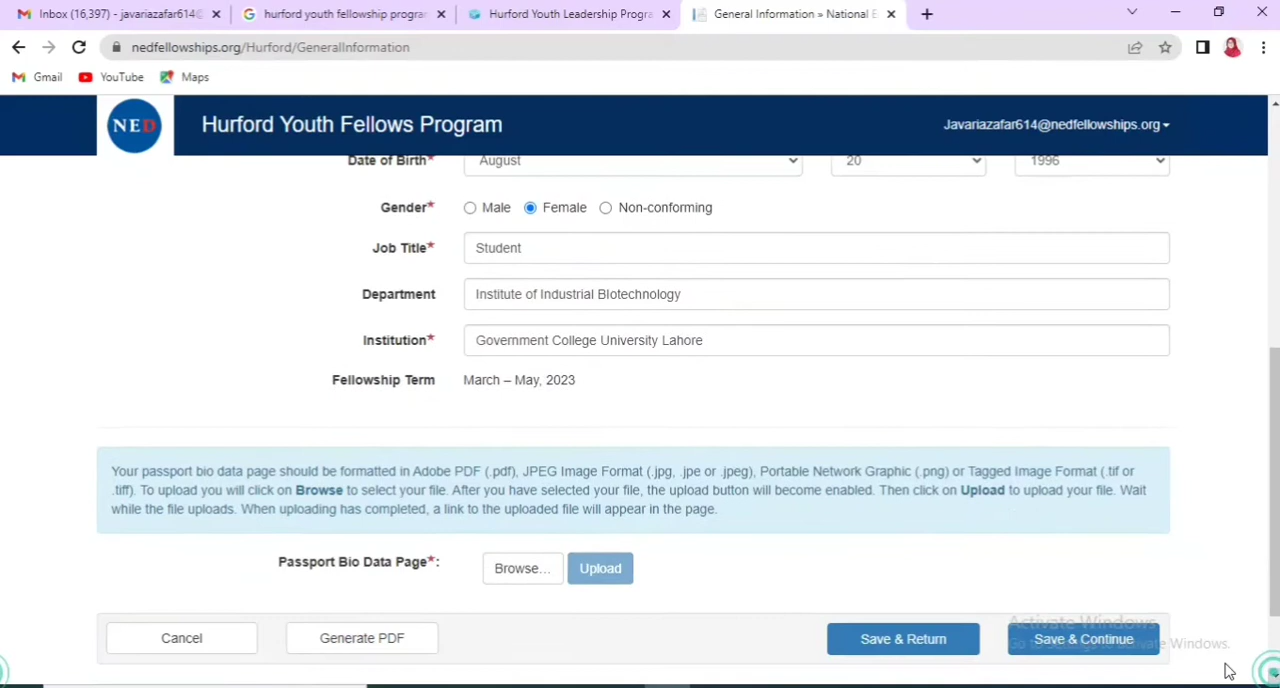 Inbox (16,397) - javariazafar614@
hurford youth fellowship program
Hurford Youth Leadership Progra
General Information » National E
nedfellowships.org/Hurford/GeneralInformation
Gmail YouTube Maps
NED Hurford Youth Fellows Program Javariazafar614@nedfellowships.org
Date of Birth* August 20 1996
Gender* Male Female Non-conforming
Job Title* Student
Department Institute of Industrial BIotechnology
Institution* Government College University Lahore
Fellowship Term March – May, 2023
Your passport bio data page should be formatted in Adobe PDF (.pdf), JPEG Image Format (.jpg, .jpe or .jpeg), Portable Network Graphic (.png) or Tagged Image Format (.tif or
.tiff). To upload you will click on Browse to select your file. After you have selected your file, the upload button will become enabled. Then click on Upload to upload your file. Wait
while the file uploads. When uploading has completed, a link to the uploaded file will appear in the page.
Passport Bio Data Page*: Browse... Upload
Activate Windows
Cancel Generate PDF Save & Return Save & Continue
Go to Settings to activate Windows.